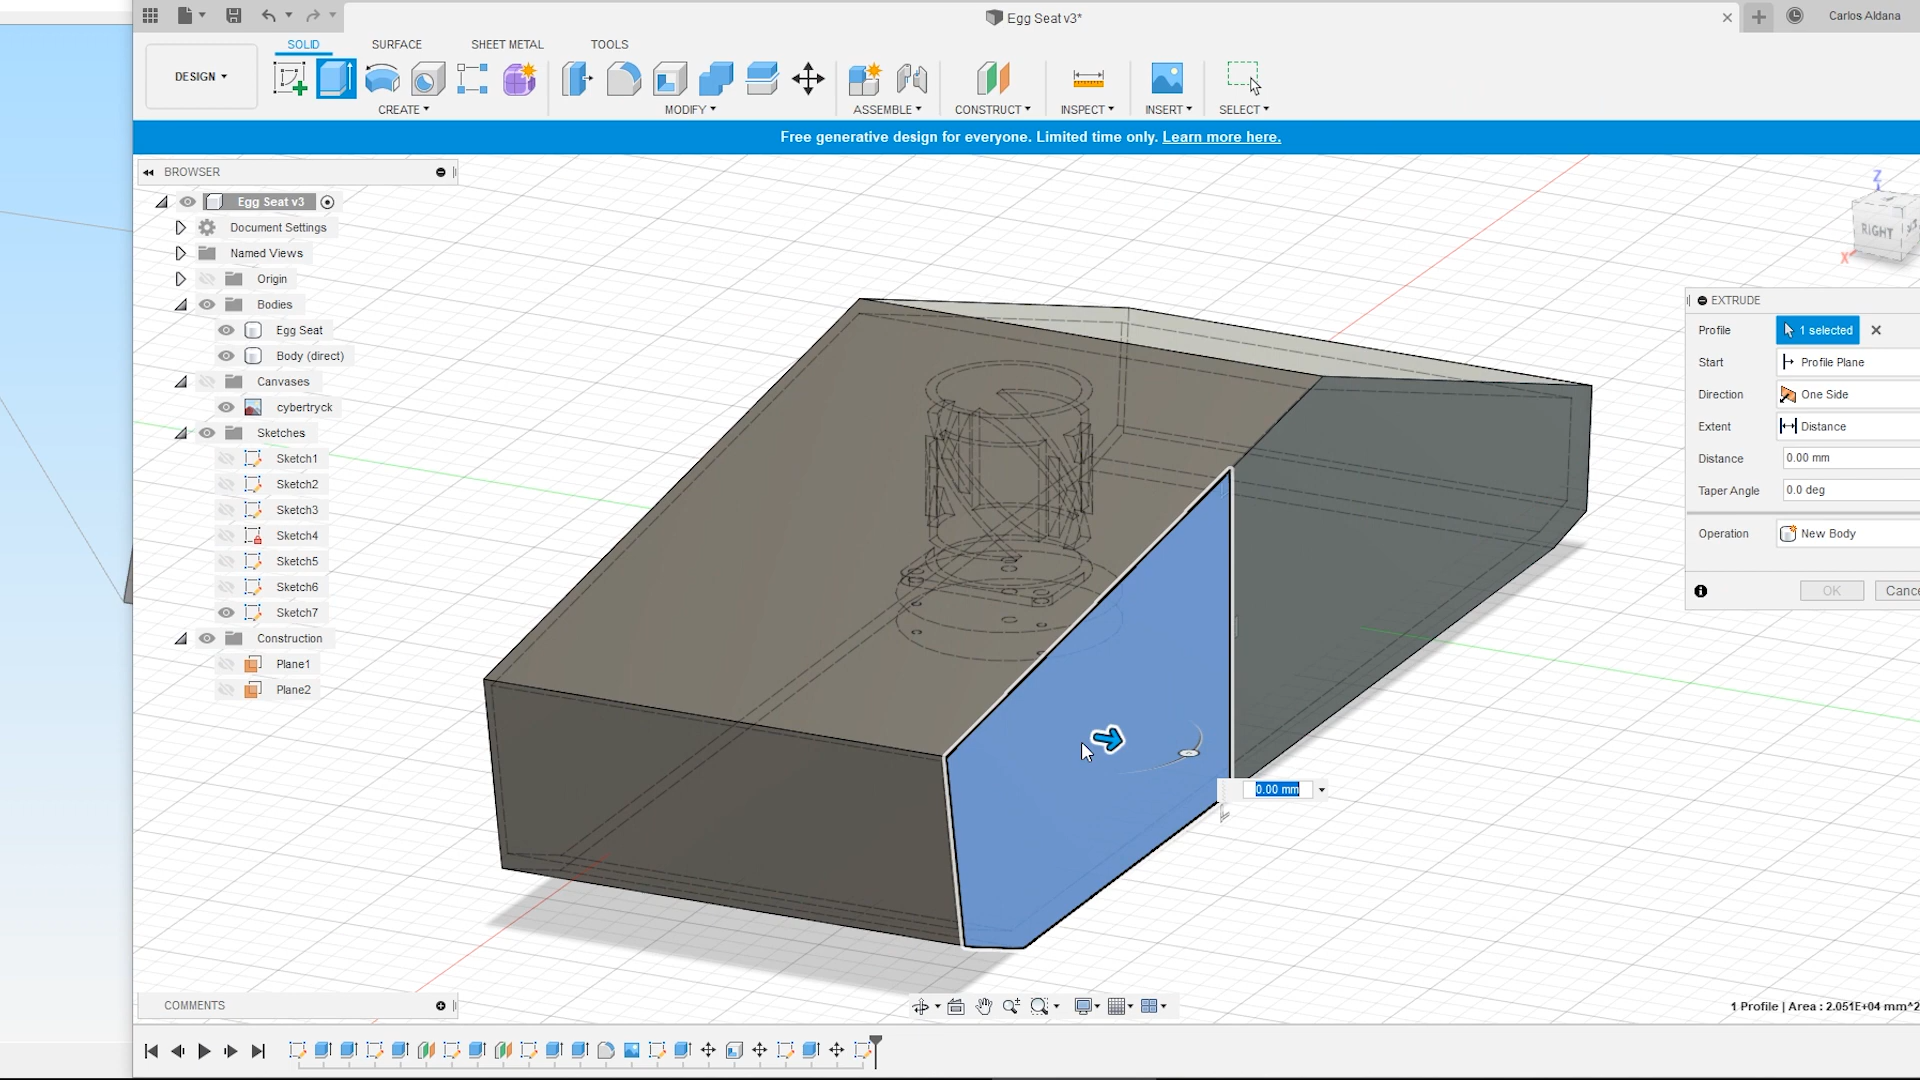 Egg Seat v3*
Carlos Aldana
DESIGN
SOLID
SURFACE
SHEET METAL
TOOLS
CREATE
MODIFY
ASSEMBLE
CONSTRUCT
INSPECT
INSERT
SELECT
Free generative design for everyone. Limited time only. Learn more here.
BROWSER
Egg Seat v3
Document Settings
Named Views
Origin
Bodies
Egg Seat
Body (direct)
Canvases
cybertryck
Sketches
Sketch1
Sketch2
Sketch3
Sketch4
Sketch5
Sketch6
Sketch7
Construction
Plane1
Plane2
Z
RIGHT
X
EXTRUDE
Profile 1 selected
Start Profile Plane
Direction One Side
Extent Distance
Distance 0.00 mm
Taper Angle 0.0 deg
Operation New Body
OK Cance
0.00 mm
COMMENTS
1 Profile | Area : 2.051E+04 mm^2